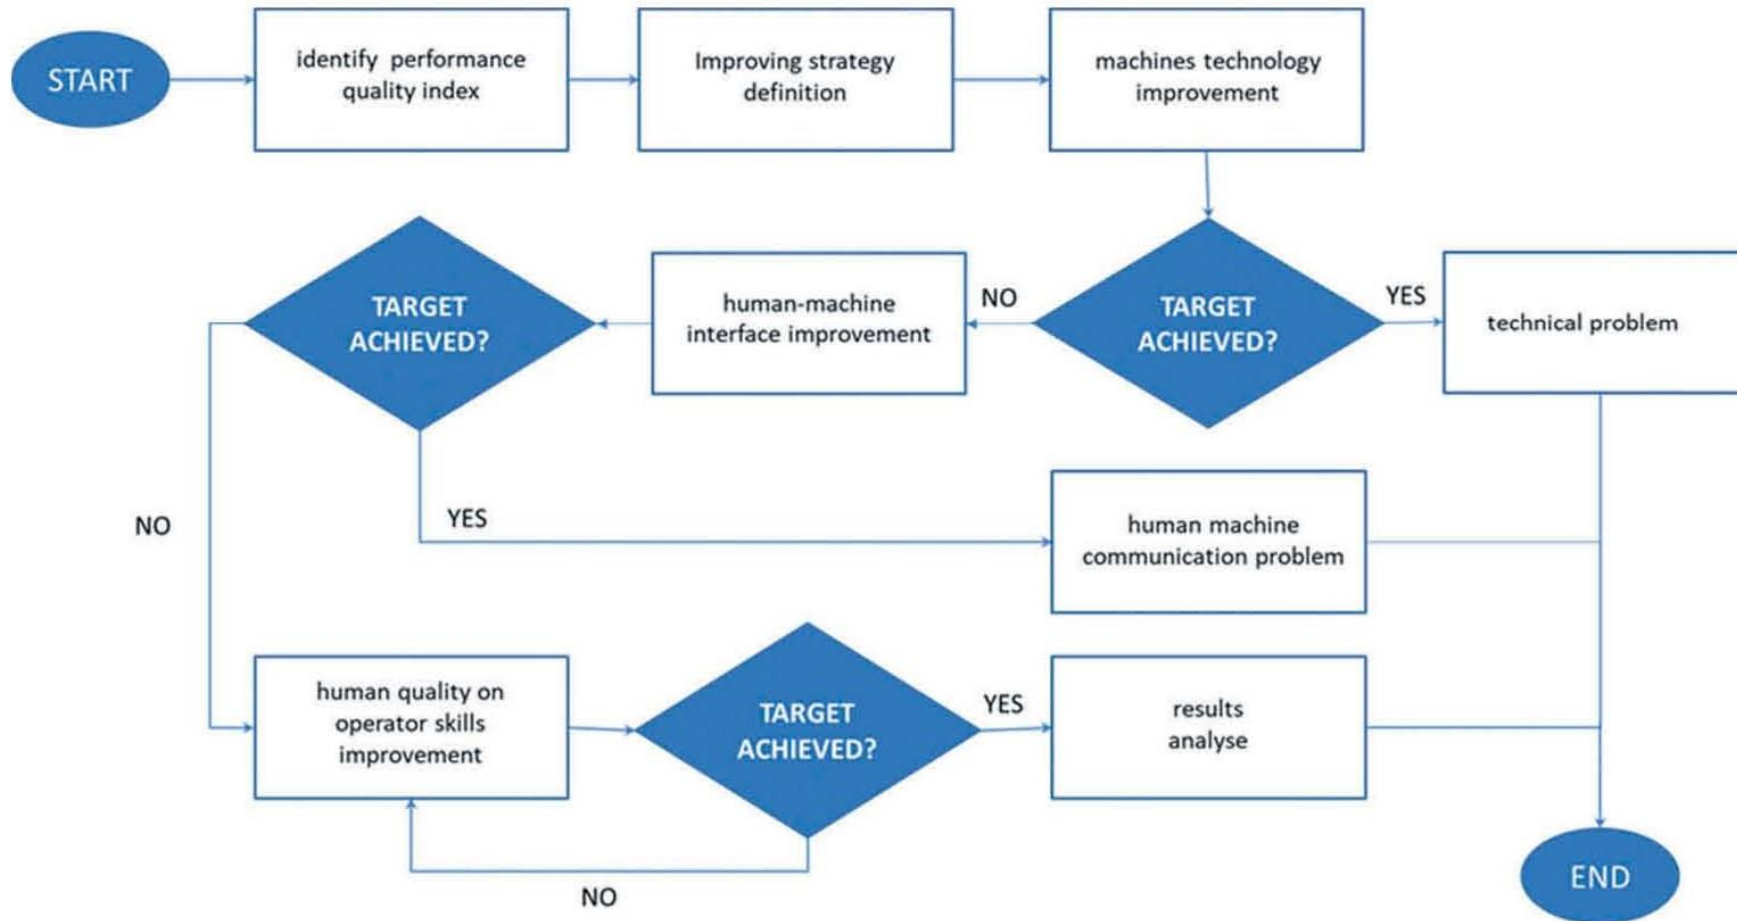 START
identify performance
quality index
Improving strategy
definition
machines technology
improvement
TARGET
ACHIEVED?
NO
human-machine
interface improvement
TARGET
ACHIEVED?
YES
technical problem
NO
YES
human machine
communication problem
human quality on
operator skills
improvement
TARGET
ACHIEVED?
YES
results
analyse
NO
END